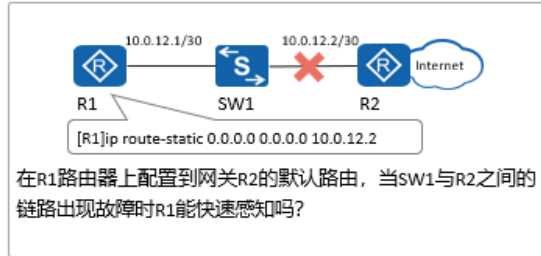 10.0.12.1/30
10.0.12.2/30
R
S
R
Internet
R1
SW1
R2
[R1]ip route-static 0.0.0.0 0.0.0.0 10.0.12.2
在R1路由器上配置到网关R2的默认路由，当SW1与R2之间的
链路出现故障时R1能快速感知吗？